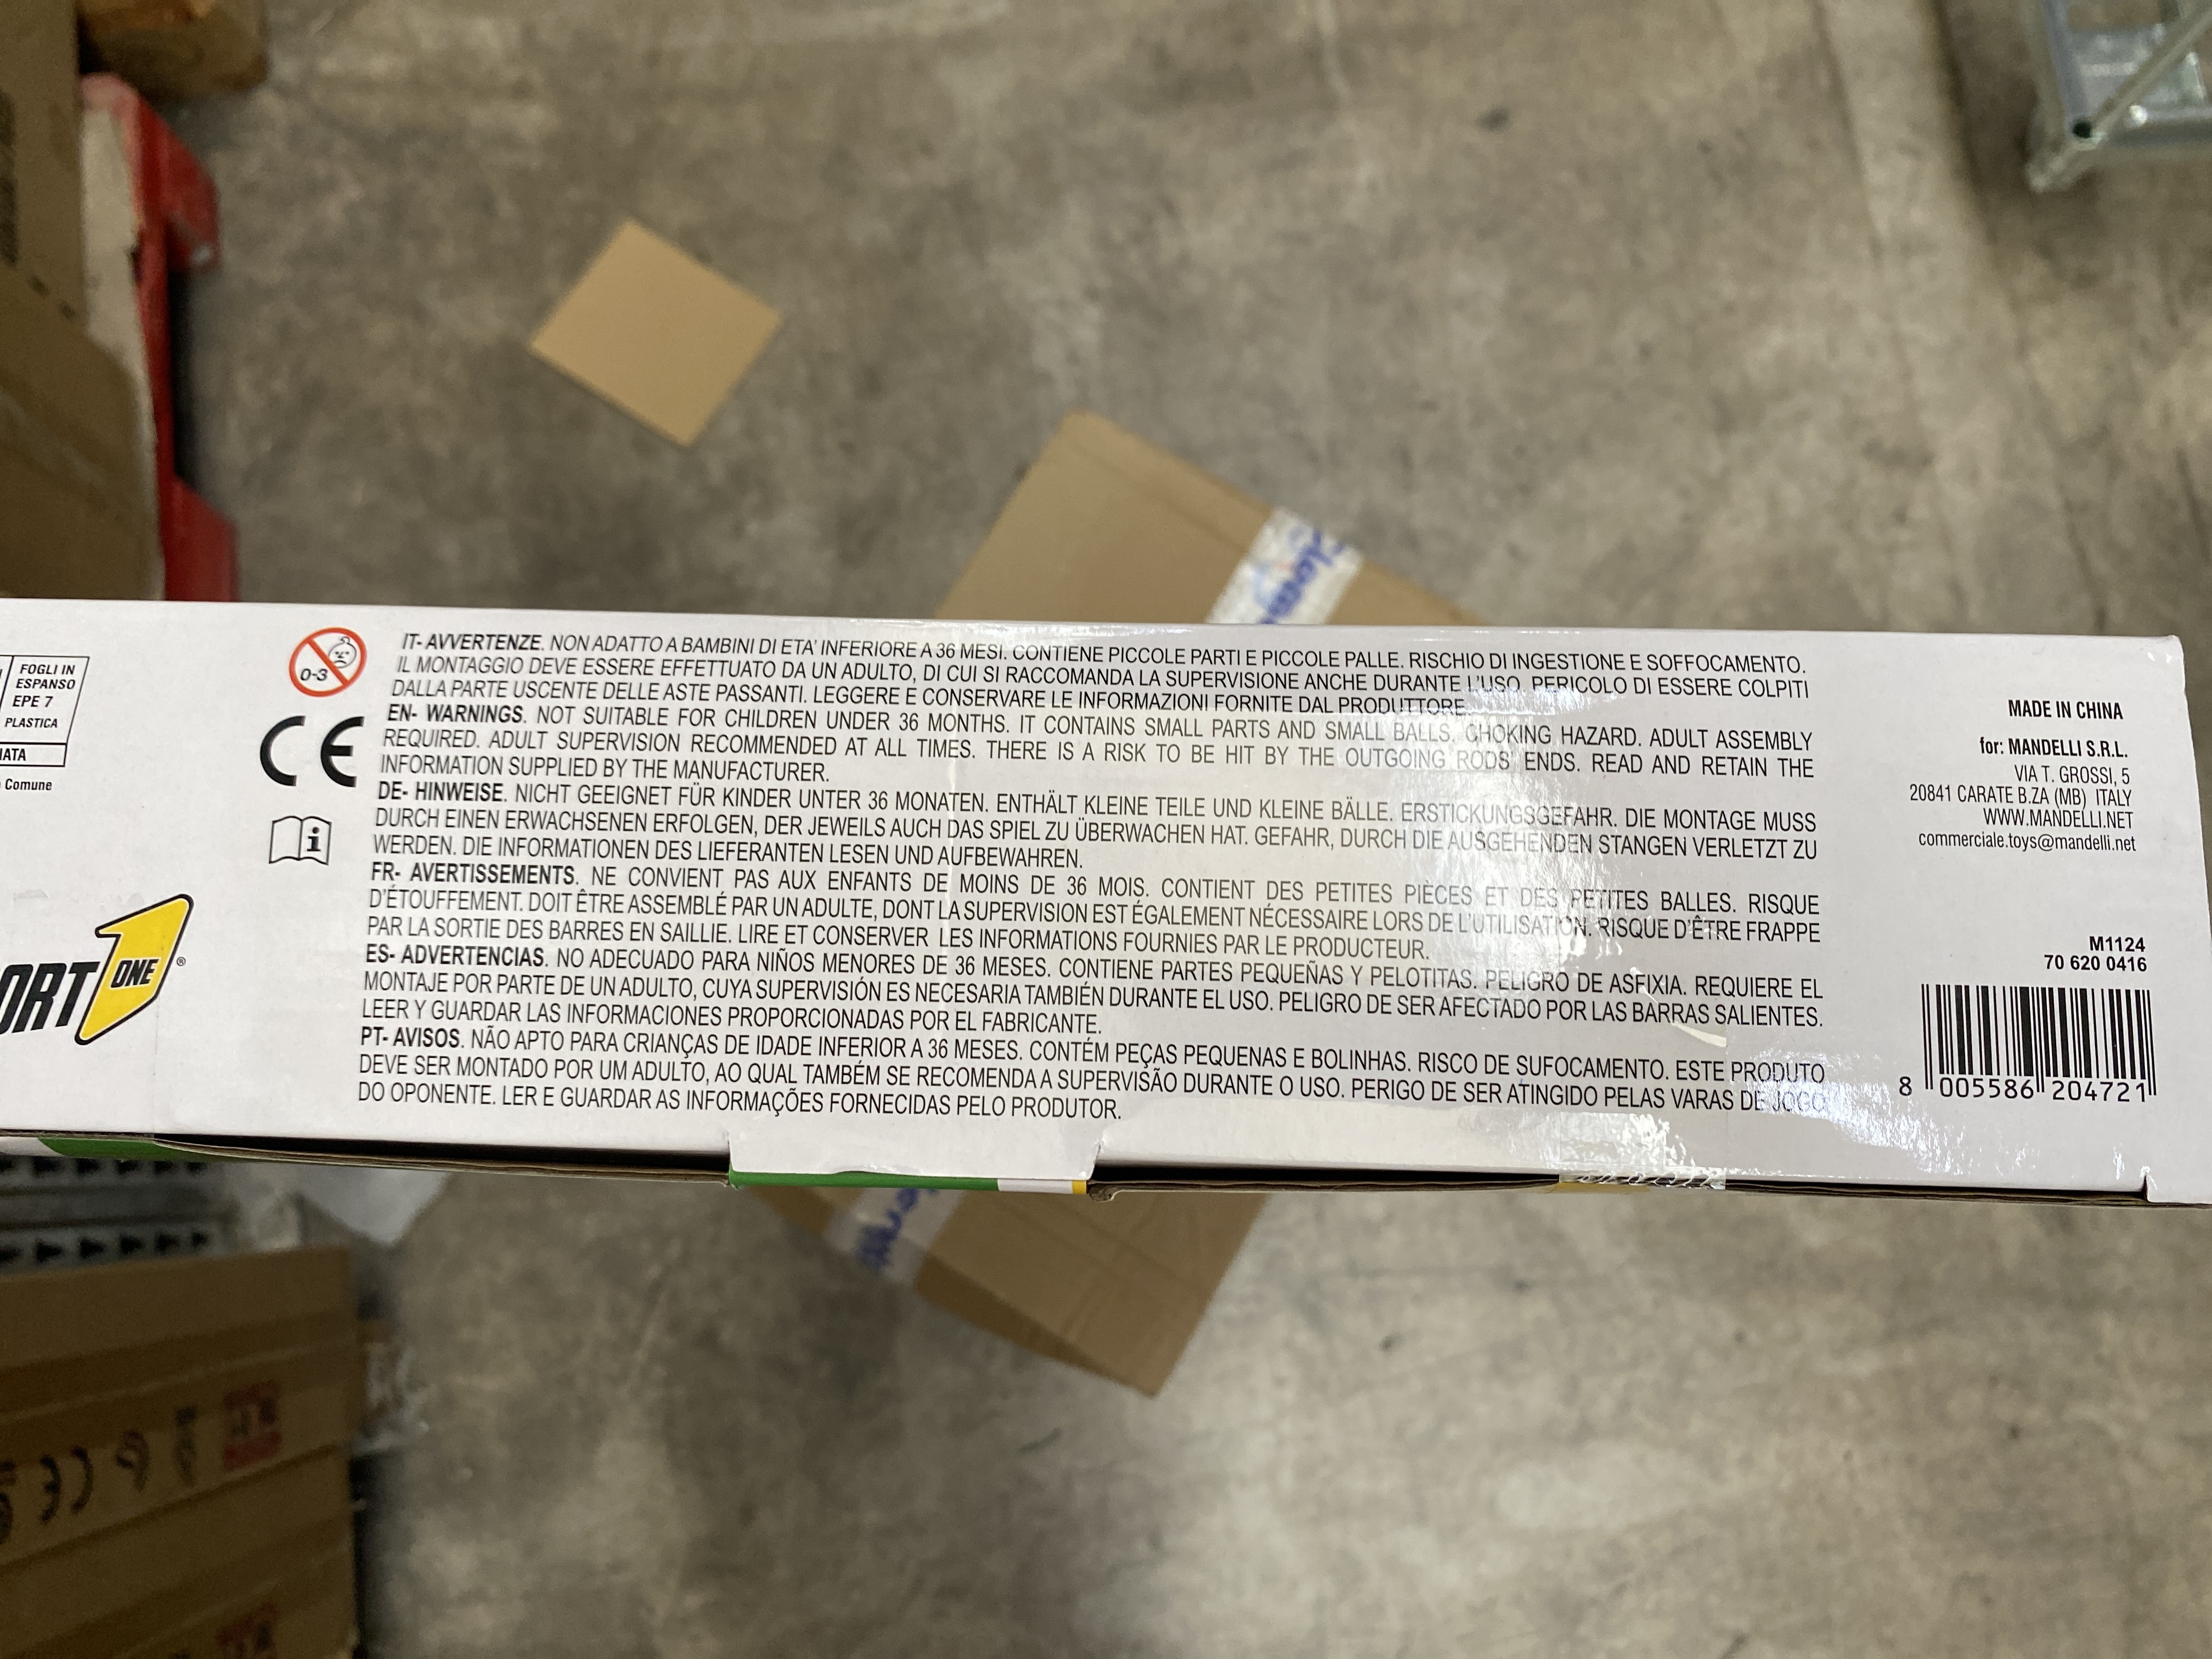 FOGLI IN
ESPANSO
EPE 7
PLASTICA
Comune
ORT ONE ®
0-3
CE
i
IT- AVVERTENZE. NON ADATTO A BAMBINI DI ETA' INFERIORE A 36 MESI. CONTIENE PICCOLE PARTI E PICCOLE PALLE. RISCHIO DI INGESTIONE E SOFFOCAMENTO.
IL MONTAGGIO DEVE ESSERE EFFETTUATO DA UN ADULTO, DI CUI SI RACCOMANDA LA SUPERVISIONE ANCHE DURANTE L'USO. PERICOLO DI ESSERE COLPITI
DALLA PARTE USCENTE DELLE ASTE PASSANTI. LEGGERE E CONSERVARE LE INFORMAZIONI FORNITE DAL PRODUTTORE.
EN- WARNINGS. NOT SUITABLE FOR CHILDREN UNDER 36 MONTHS. IT CONTAINS SMALL PARTS AND SMALL BALLS. CHOKING HAZARD. ADULT ASSEMBLY
REQUIRED. ADULT SUPERVISION RECOMMENDED AT ALL TIMES. THERE IS A RISK TO BE HIT BY THE OUTGOING RODS' ENDS. READ AND RETAIN THE
INFORMATION SUPPLIED BY THE MANUFACTURER.
DE- HINWEISE. NICHT GEEIGNET FÜR KINDER UNTER 36 MONATEN. ENTHÄLT KLEINE TEILE UND KLEINE BÄLLE. ERSTICKUNGSGEFAHR. DIE MONTAGE MUSS
DURCH EINEN ERWACHSENEN ERFOLGEN, DER JEWEILS AUCH DAS SPIEL ZU ÜBERWACHEN HAT. GEFAHR, DURCH DIE AUSGEHENDEN STANGEN VERLETZT ZU
WERDEN. DIE INFORMATIONEN DES LIEFERANTEN LESEN UND AUFBEWAHREN.
FR- AVERTISSEMENTS. NE CONVIENT PAS AUX ENFANTS DE MOINS DE 36 MOIS. CONTIENT DES PETITES PIÈCES ET DES PETITES BALLES. RISQUE
D'ÉTOUFFEMENT. DOIT ÊTRE ASSEMBLÉ PAR UN ADULTE, DONT LA SUPERVISION EST ÉGALEMENT NÉCESSAIRE LORS DE L'UTILISATION. RISQUE D'ÊTRE FRAPPE
PAR LA SORTIE DES BARRES EN SAILLIE. LIRE ET CONSERVER LES INFORMATIONS FOURNIES PAR LE PRODUCTEUR.
ES- ADVERTENCIAS. NO ADECUADO PARA NIÑOS MENORES DE 36 MESES. CONTIENE PARTES PEQUEÑAS Y PELOTITAS. PELIGRO DE ASFIXIA. REQUIERE EL
MONTAJE POR PARTE DE UN ADULTO, CUYA SUPERVISIÓN ES NECESARIA TAMBIÉN DURANTE EL USO. PELIGRO DE SER AFECTADO POR LAS BARRAS SALIENTES.
LEER Y GUARDAR LAS INFORMACIONES PROPORCIONADAS POR EL FABRICANTE.
PT- AVISOS. NÃO APTO PARA CRIANÇAS DE IDADE INFERIOR A 36 MESES. CONTÉM PEÇAS PEQUENAS E BOLINHAS. RISCO DE SUFOCAMENTO. ESTE PRODUTO
DEVE SER MONTADO POR UM ADULTO, AO QUAL TAMBÉM SE RECOMENDA A SUPERVISÃO DURANTE O USO. PERIGO DE SER ATINGIDO PELAS VARAS DE JOGO
DO OPONENTE. LER E GUARDAR AS INFORMAÇÕES FORNECIDAS PELO PRODUTOR.
MADE IN CHINA
for: MANDELLI S.R.L.
VIA T. GROSSI, 5
20841 CARATE B.ZA (MB) ITALY
WWW.MANDELLI.NET
commerciale.toys@mandelli.net
M1124
70 620 0416
8 005586 204721